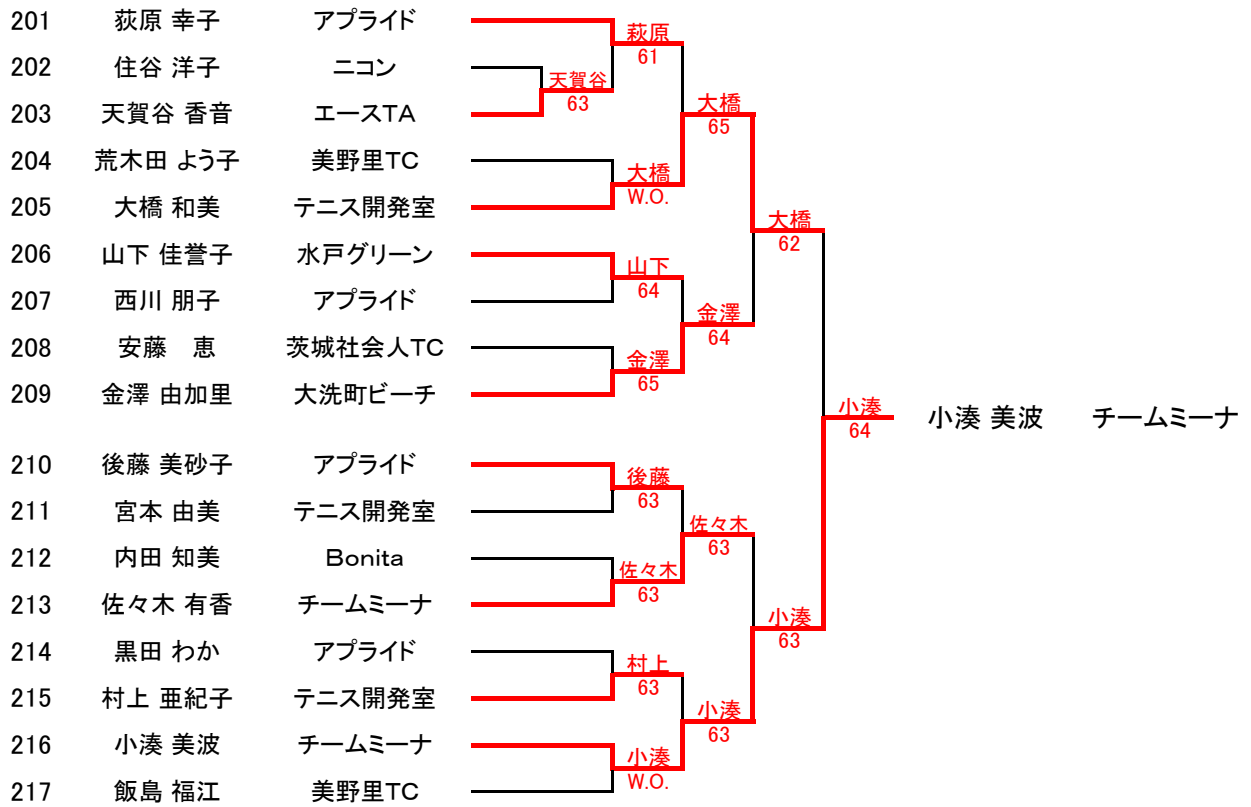 201 荻原 幸子 アプライド
萩原
61
202 住谷 洋子 ニコン
天賀谷
63
203 天賀谷 香音 エースTA
大橋
65
204 荒木田 よう子 美野里TC
大橋
W.O.
205 大橋 和美 テニス開発室
大橋
62
206 山下 佳誉子 水戸グリーン
山下
64
207 西川 朋子 アプライド
金澤
64
208 安藤 恵 茨城社会人TC
金澤
65
209 金澤 由加里 大洗町ビーチ
小湊
64
小湊 美波 チームミーナ
210 後藤 美砂子 アプライド
後藤
63
211 宮本 由美 テニス開発室
佐々木
63
212 内田 知美 Bonita
佐々木
63
213 佐々木 有香 チームミーナ
小湊
63
214 黒田 わか アプライド
村上
63
215 村上 亜紀子 テニス開発室
小湊
63
216 小湊 美波 チームミーナ
小湊
W.O.
217 飯島 福江 美野里TC